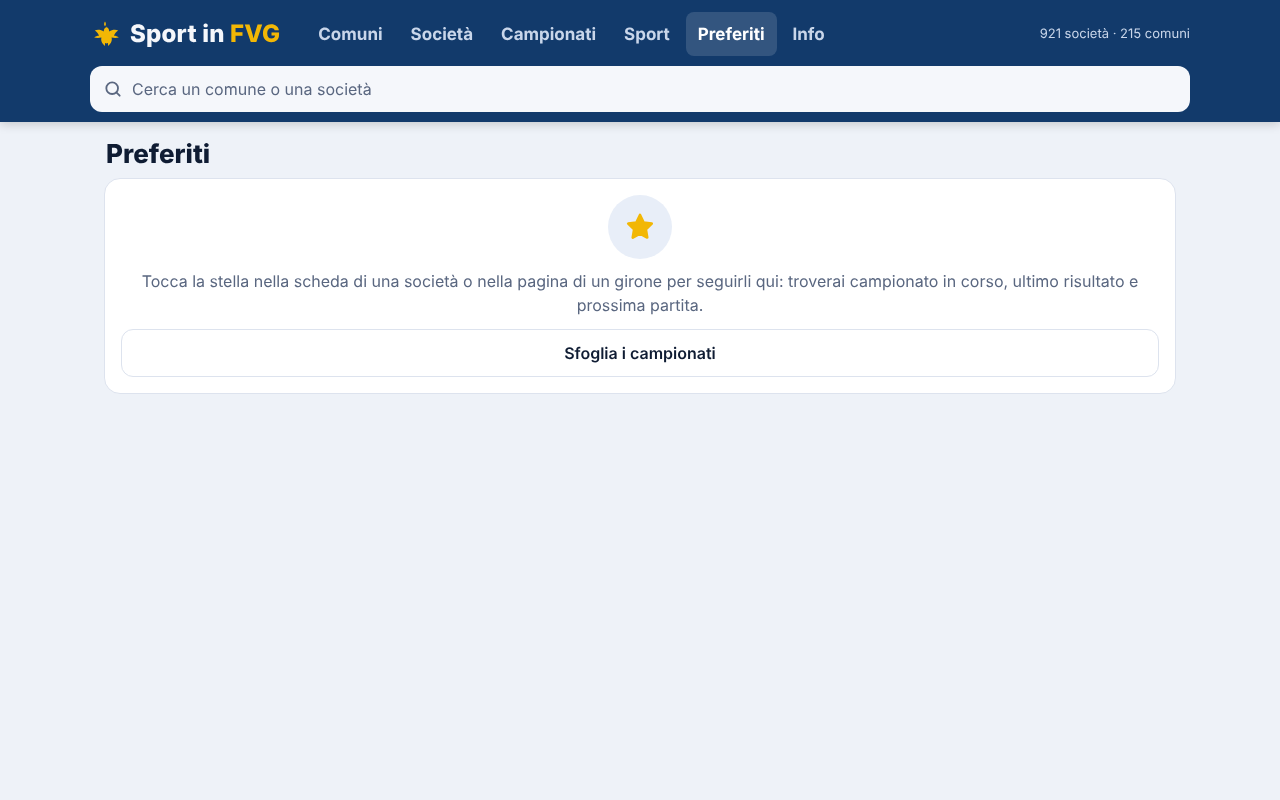 Sport in FVG
Comuni
Società
Campionati
Sport
Preferiti
Info
921 società · 215 comuni
Cerca un comune o una società
Preferiti
Tocca la stella nella scheda di una società o nella pagina di un girone per seguirli qui: troverai campionato in corso, ultimo risultato e
prossima partita.
Sfoglia i campionati